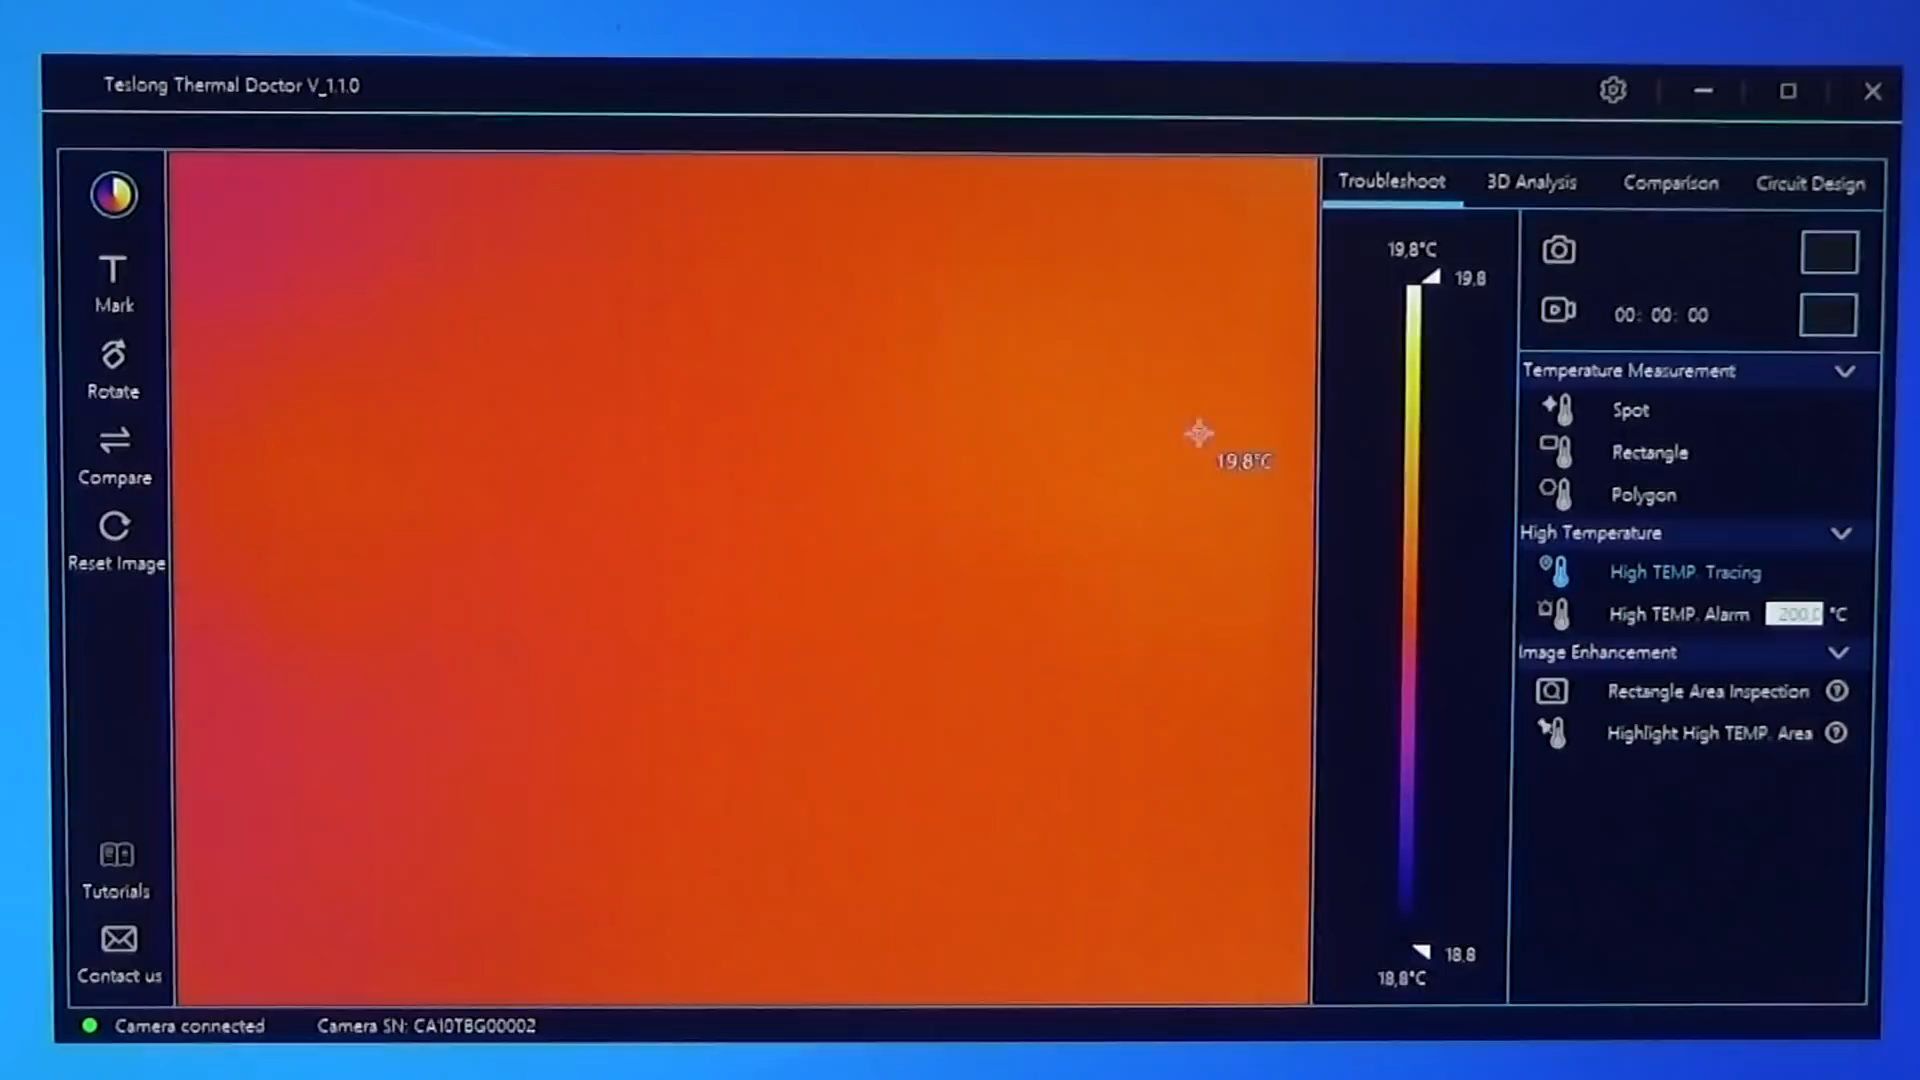 Teslong Thermal Doctor V_1.1.0
Mark
Rotate
Compare
Reset Image
Tutorials
Contact us
19.8°C
Troubleshoot
3D Analysis
Comparison
Circuit Design
19,8°C
19,8
18,8
18,8°C
00: 00: 00
Temperature Measurement
Spot
Rectangle
Polygon
High Temperature
High TEMP. Tracing
High TEMP. Alarm 200,0 °C
Image Enhancement
Rectangle Area Inspection
Highlight High TEMP. Area
Camera connected
Camera SN: CA10TBG00002